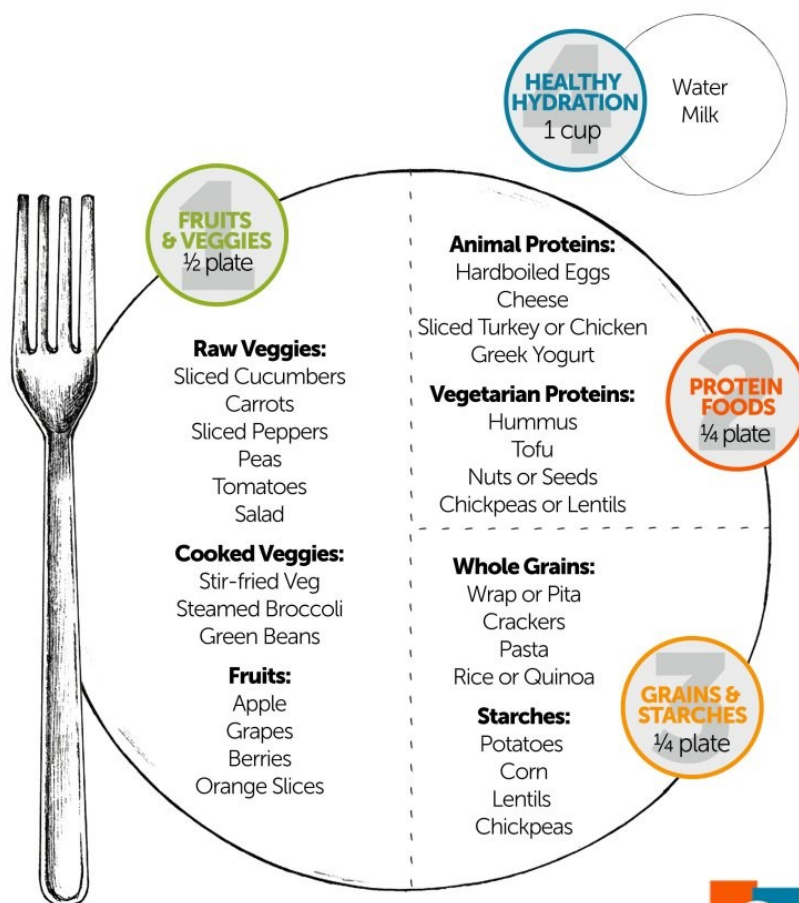 4
HEALTHY
HYDRATION
1 cup
Water
Milk
1
FRUITS
& VEGGIES
½ plate
Raw Veggies:
Sliced Cucumbers
Carrots
Sliced Peppers
Peas
Tomatoes
Salad
Cooked Veggies:
Stir-fried Veg
Steamed Broccoli
Green Beans
Fruits:
Apple
Grapes
Berries
Orange Slices
Animal Proteins:
Hardboiled Eggs
Cheese
Sliced Turkey or Chicken
Greek Yogurt
Vegetarian Proteins:
Hummus
Tofu
Nuts or Seeds
Chickpeas or Lentils
2
PROTEIN
FOODS
¼ plate
Whole Grains:
Wrap or Pita
Crackers
Pasta
Rice or Quinoa
Starches:
Potatoes
Corn
Lentils
Chickpeas
3
GRAINS &
STARCHES
¼ plate